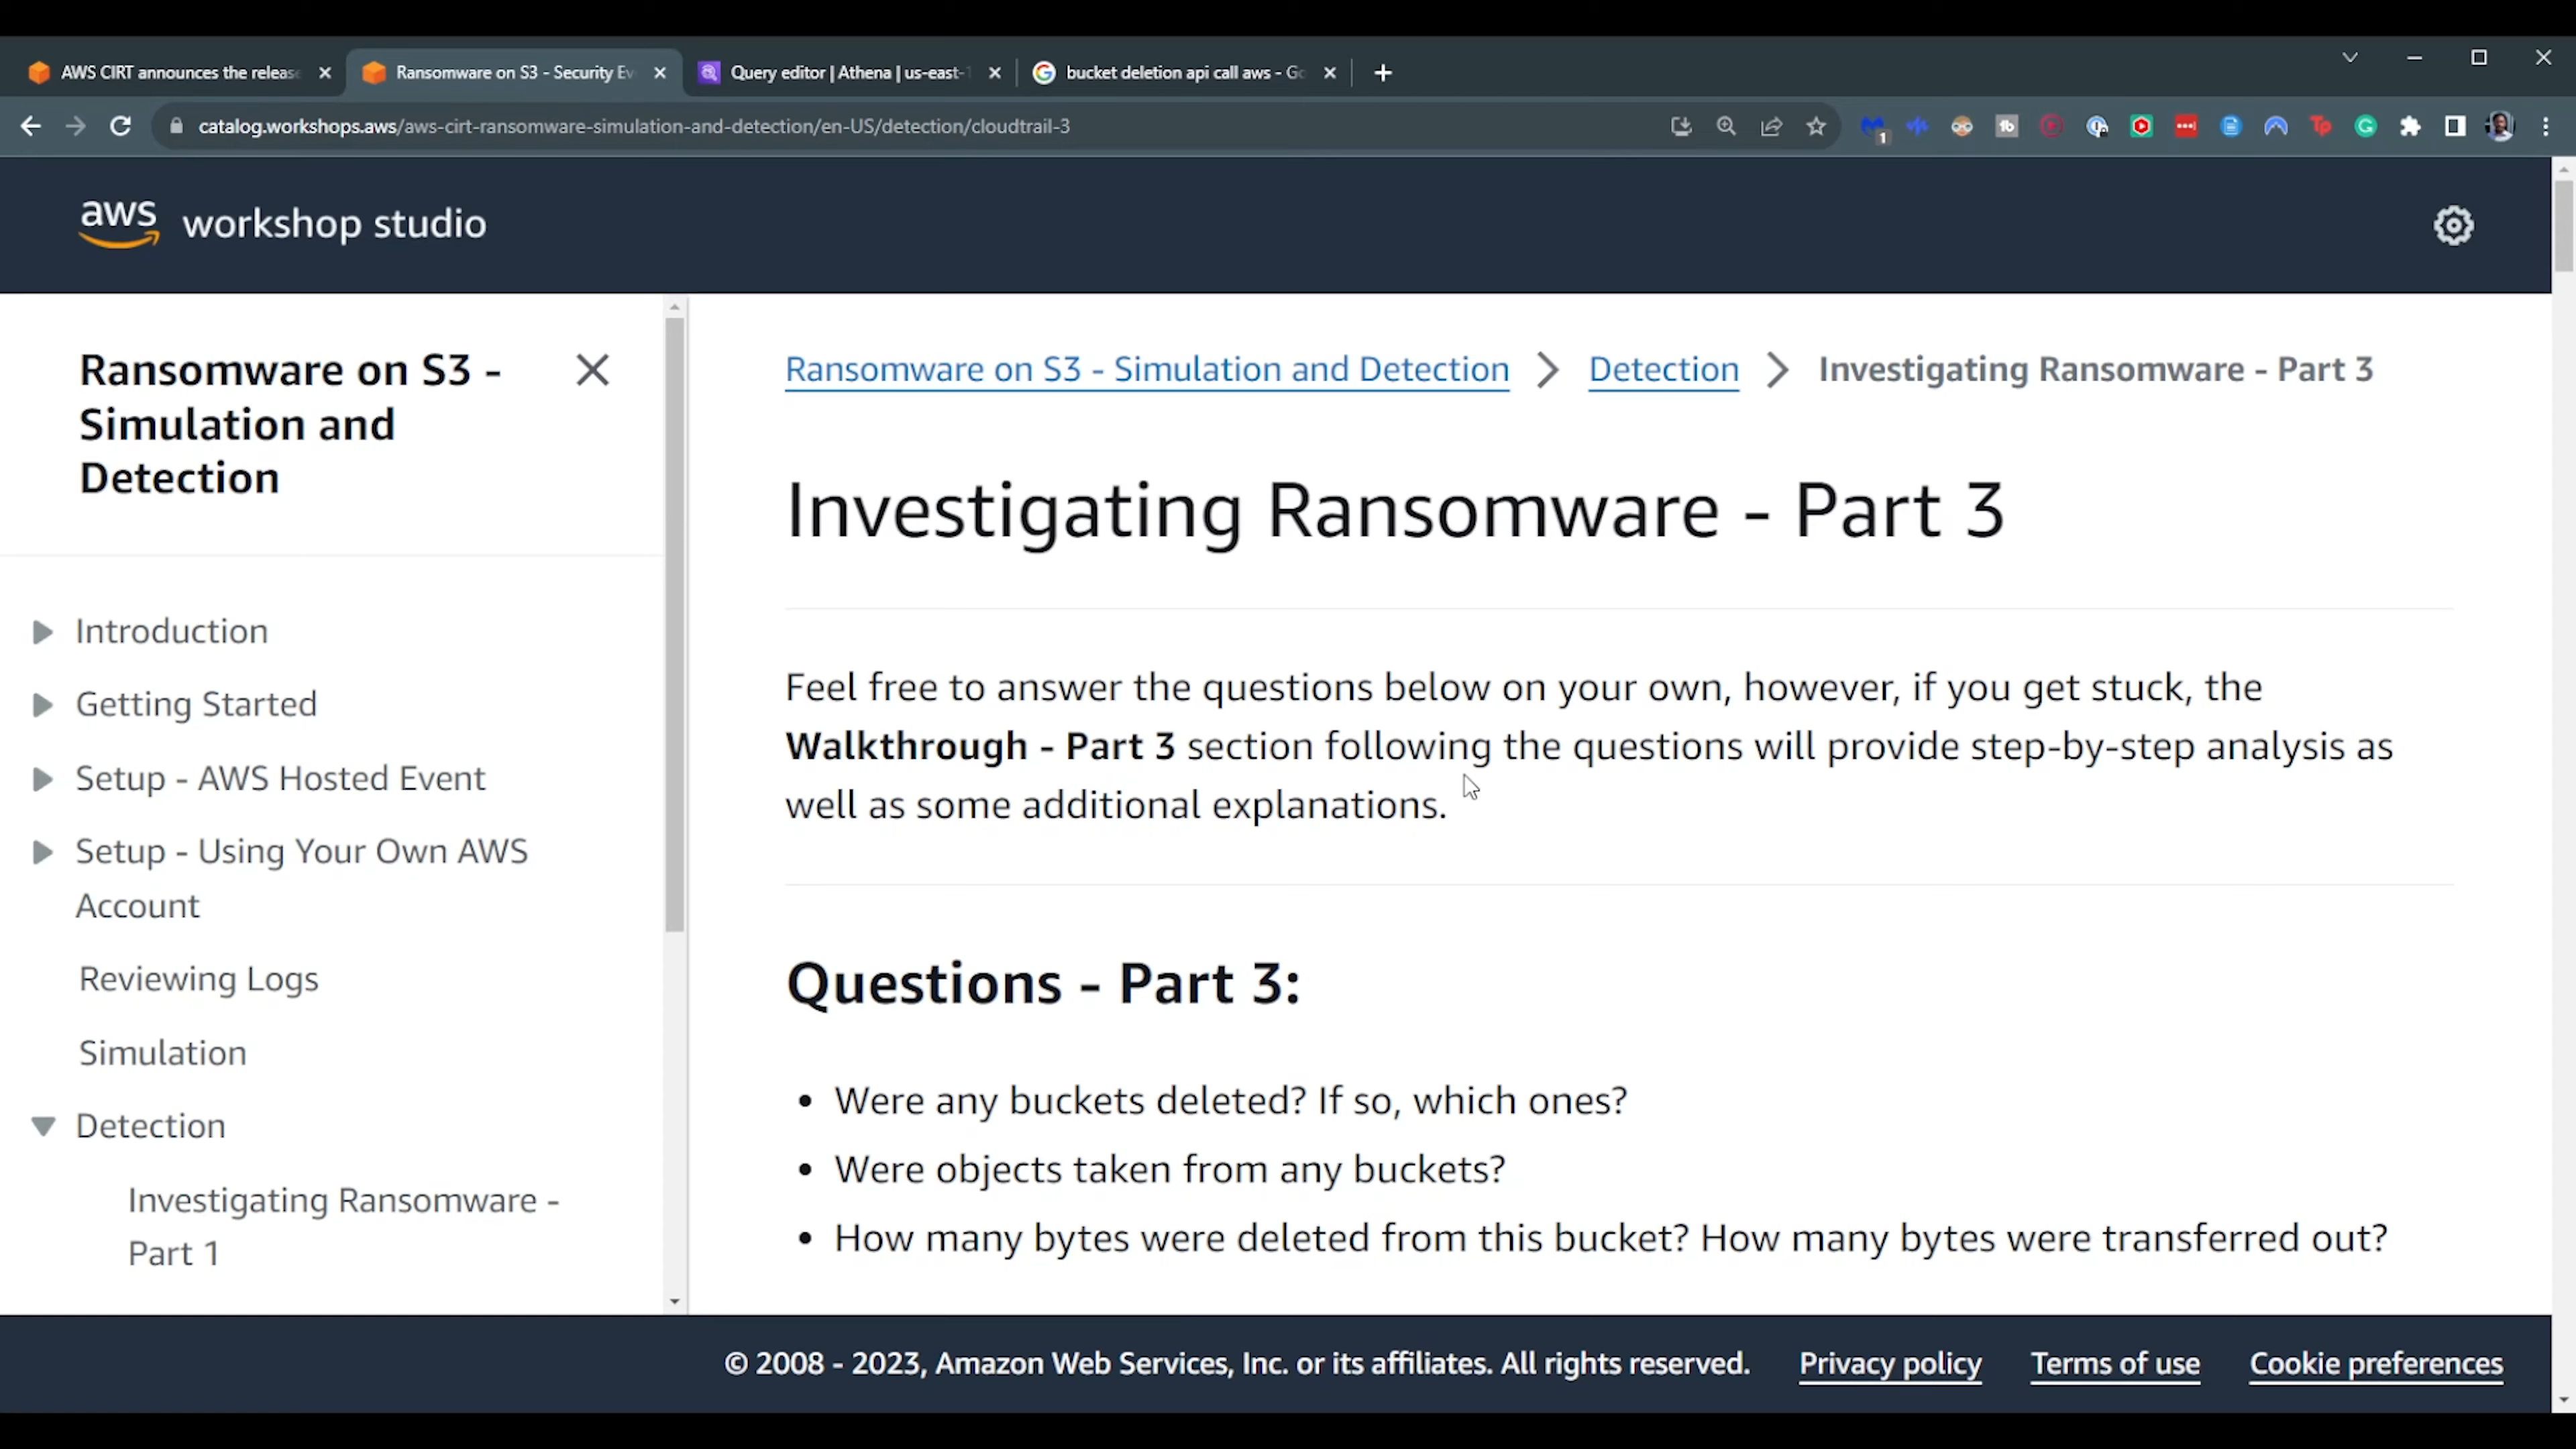 AWS CIRT announces the release
Ransomware on S3 - Security Ev
Query editor | Athena | us-east-1
bucket deletion api call aws - Go
catalog.workshops.aws/aws-cirt-ransomware-simulation-and-detection/en-US/detection/cloudtrail-3
1
tb
Tp
G
aws workshop studio
Ransomware on S3 -
Simulation and
Detection
Introduction
Getting Started
Setup - AWS Hosted Event
Setup - Using Your Own AWS
Account
Reviewing Logs
Simulation
Detection
Investigating Ransomware -
Part 1
Ransomware on S3 - Simulation and Detection > Detection > Investigating Ransomware - Part 3
Investigating Ransomware - Part 3
Feel free to answer the questions below on your own, however, if you get stuck, the
Walkthrough - Part 3 section following the questions will provide step-by-step analysis as
well as some additional explanations.
Questions - Part 3:
• Were any buckets deleted? If so, which ones?
• Were objects taken from any buckets?
• How many bytes were deleted from this bucket? How many bytes were transferred out?
© 2008 - 2023, Amazon Web Services, Inc. or its affiliates. All rights reserved. Privacy policy Terms of use Cookie preferences